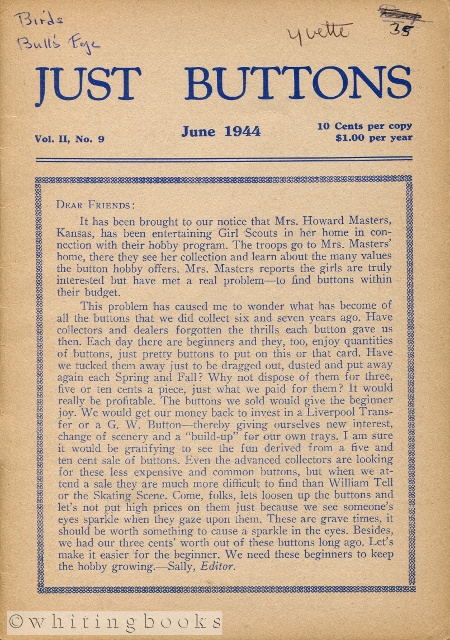 Birds
Bull's Eye
Yvette
35
JUST BUTTONS
Vol. II, No. 9
June 1944
10 Cents per copy
$1.00 per year
DEAR FRIENDS:
It has been brought to our notice that Mrs. Howard Masters,
Kansas, has been entertaining Girl Scouts in her home in con-
nection with their hobby program. The troops go to Mrs. Masters'
home, there they see her collection and learn about the many values
the button hobby offers. Mrs. Masters reports the girls are truly
interested but have met a real problem—to find buttons within
their budget.
This problem has caused me to wonder what has become of
all the buttons that we did collect six and seven years ago. Have
collectors and dealers forgotten the thrills each button gave us
then. Each day there are beginners and they, too, enjoy quantities
of buttons, just pretty buttons to put on this or that card. Have
we tucked them away just to be dragged out, dusted and put away
again each Spring and Fall? Why not dispose of them for three,
five or ten cents a piece, just what we paid for them? It would
really be profitable. The buttons we sold would give the beginner
joy. We would get our money back to invest in a Liverpool Trans-
fer or a G. W. Button—thereby giving ourselves new interest,
change of scenery and a "build-up" for our own trays. I am sure
it would be gratifying to see the fun derived from a five and
ten cent sale of buttons. Even the advanced collectors are looking
for these less expensive and common buttons, but when we at-
tend a sale they are much more difficult to find than William Tell
or the Skating Scene. Come, folks, lets loosen up the buttons and
let's not put high prices on them just because we see someone's
eyes sparkle when they gaze upon them. These are grave times, it
should be worth something to cause a sparkle in the eyes. Besides,
we had our three cents' worth out of these buttons long ago. Let's
make it easier for the beginner. We need these beginners to keep
the hobby growing.—Sally, Editor.
©whitingbooks